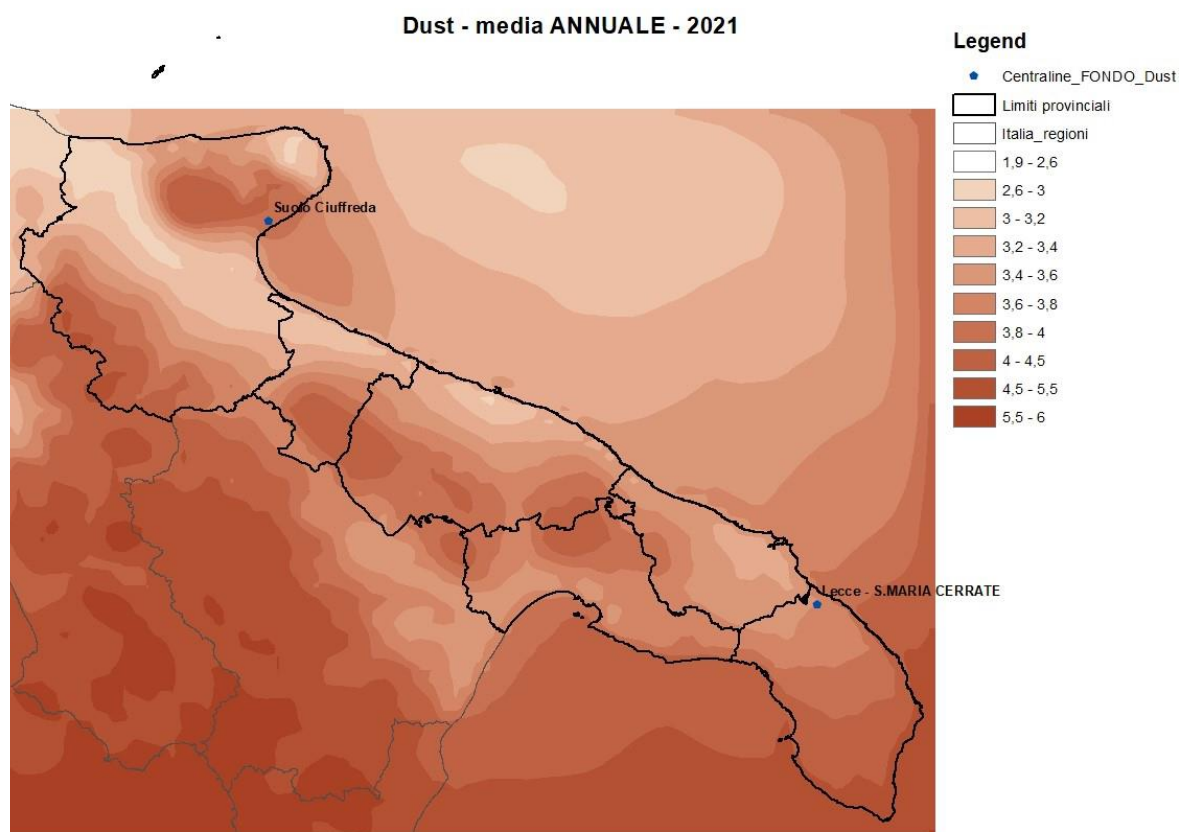 Dust - media ANNUALE - 2021
Legend
Centraline_FONDO_Dust
Limiti provinciali
Italia_regioni
1,9 - 2,6
2,6 - 3
3 - 3,2
3,2 - 3,4
3,4 - 3,6
3,6 - 3,8
3,8 - 4
4 - 4,5
4,5 - 5,5
5,5 - 6
Suolo Ciuffreda
Lecce - S.MARIA CERRATE